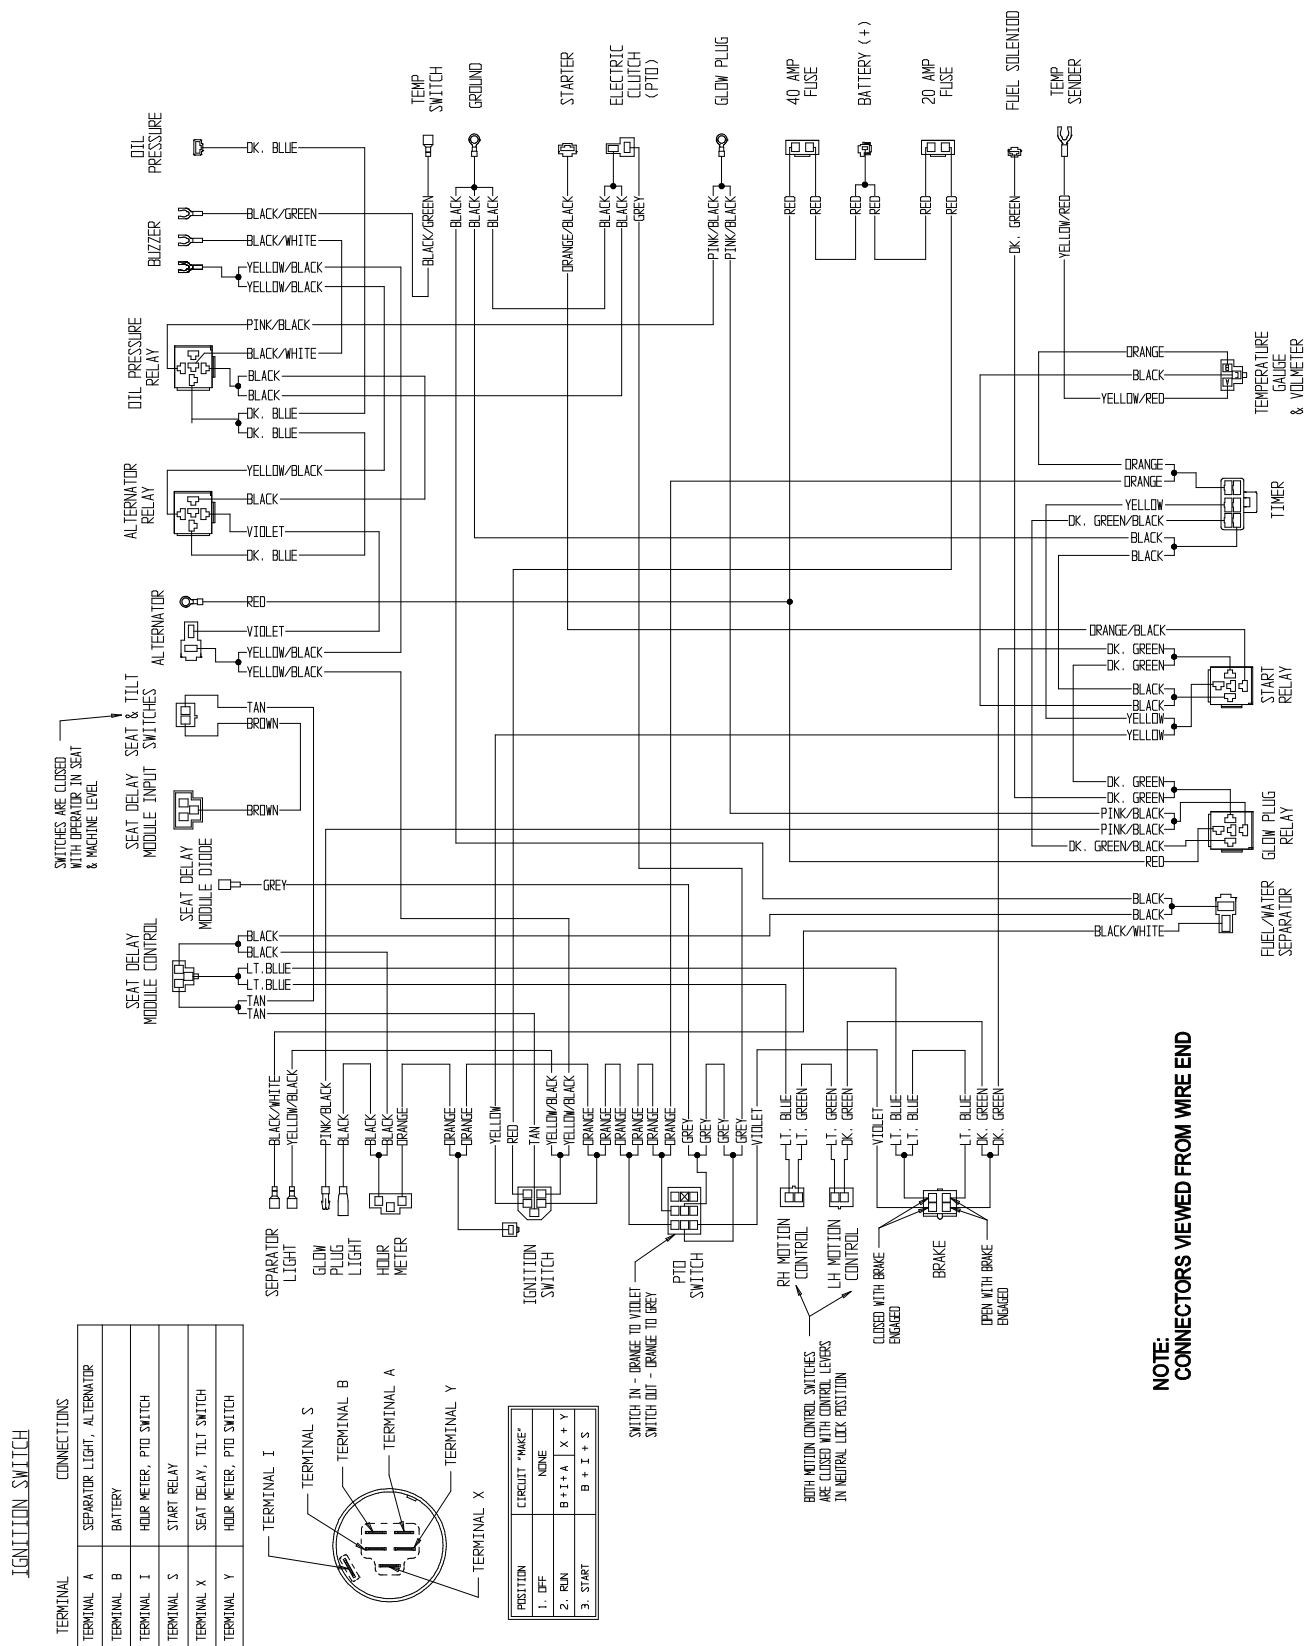 IGNITION SWITCH
TERMINAL CONNECTIONS
TERMINAL A SEPARATOR LIGHT, ALTERNATOR
TERMINAL B BATTERY
TERMINAL I HOUR METER, PTO SWITCH
TERMINAL S START RELAY
TERMINAL X SEAT DELAY, TILT SWITCH
TERMINAL Y HOUR METER, PTO SWITCH
TERMINAL I
TERMINAL S
TERMINAL B
TERMINAL A
TERMINAL Y
TERMINAL X
POSITION CIRCUIT "MAKE"
1. OFF NONE
2. RUN B+I+A X + Y
3. START B + I + S
SWITCHES ARE CLOSED
WITH OPERATOR IN SEAT
& MACHINE LEVEL
SEAT DELAY
MODULE CONTROL
BLACK
BLACK
LT.BLUE
LT.BLUE
TAN
TAN
SEAT DELAY
MODULE DIODE
GREY
SEAT DELAY
MODULE INPUT
BROWN
SEAT & TILT
SWITCHES
TAN
BROWN
ALTERNATOR
RED
VIOLET
YELLOW/BLACK
YELLOW/BLACK
ALTERNATOR
RELAY
YELLOW/BLACK
BLACK
VIOLET
DK. BLUE
OIL PRESSURE
RELAY
PINK/BLACK
BLACK/WHITE
BLACK
BLACK
DK. BLUE
DK. BLUE
BUZZER
BLACK/GREEN
BLACK/WHITE
YELLOW/BLACK
YELLOW/BLACK
OIL
PRESSURE
DK. BLUE
TEMP
SWITCH
BLACK/GREEN
GROUND
BLACK
BLACK
BLACK
STARTER
ORANGE/BLACK
ELECTRIC
CLUTCH
(PTO)
BLACK
BLACK
GREY
GLOW PLUG
PINK/BLACK
PINK/BLACK
40 AMP
FUSE
RED
RED
BATTERY (+)
RED
RED
20 AMP
FUSE
RED
RED
FUEL SOLENIOD
DK. GREEN
TEMP
SENDER
YELLOW/RED
SEPARATOR
LIGHT
BLACK/WHITE
YELLOW/BLACK
GLOW
PLUG
LIGHT
PINK/BLACK
BLACK
HOUR
METER
BLACK
BLACK
ORANGE
ORANGE
ORANGE
IGNITION
SWITCH
YELLOW
RED
TAN
YELLOW/BLACK
YELLOW/BLACK
ORANGE
ORANGE
PTO
SWITCH
ORANGE
ORANGE
ORANGE
ORANGE
GREY
GREY
GREY
GREY
VIOLET
SWITCH IN - ORANGE TO VIOLET
SWITCH OUT - ORANGE TO GREY
RH MOTION
CONTROL
LT. BLUE
LT. GREEN
LH MOTION
CONTROL
LT. GREEN
DK. GREEN
BOTH MOTION CONTROL SWITCHES
ARE CLOSED WITH CONTROL LEVERS
IN NEUTRAL LOCK POSITION
BRAKE
VIOLET
LT. BLUE
LT. BLUE
LT. BLUE
DK. GREEN
DK. GREEN
CLOSED WITH BRAKE
ENGAGED
OPEN WITH BRAKE
ENGAGED
ORANGE
BLACK
YELLOW/RED
TEMPERATURE
GAUGE
& VOLMETER
ORANGE
ORANGE
YELLOW
DK. GREEN/BLACK
BLACK
BLACK
TIMER
ORANGE/BLACK
DK. GREEN
DK. GREEN
BLACK
BLACK
YELLOW
YELLOW
START
RELAY
DK. GREEN
DK. GREEN
PINK/BLACK
PINK/BLACK
DK. GREEN/BLACK
RED
GLOW PLUG
RELAY
BLACK
BLACK
BLACK/WHITE
FUEL/WATER
SEPARATOR
NOTE:
CONNECTORS VIEWED FROM WIRE END